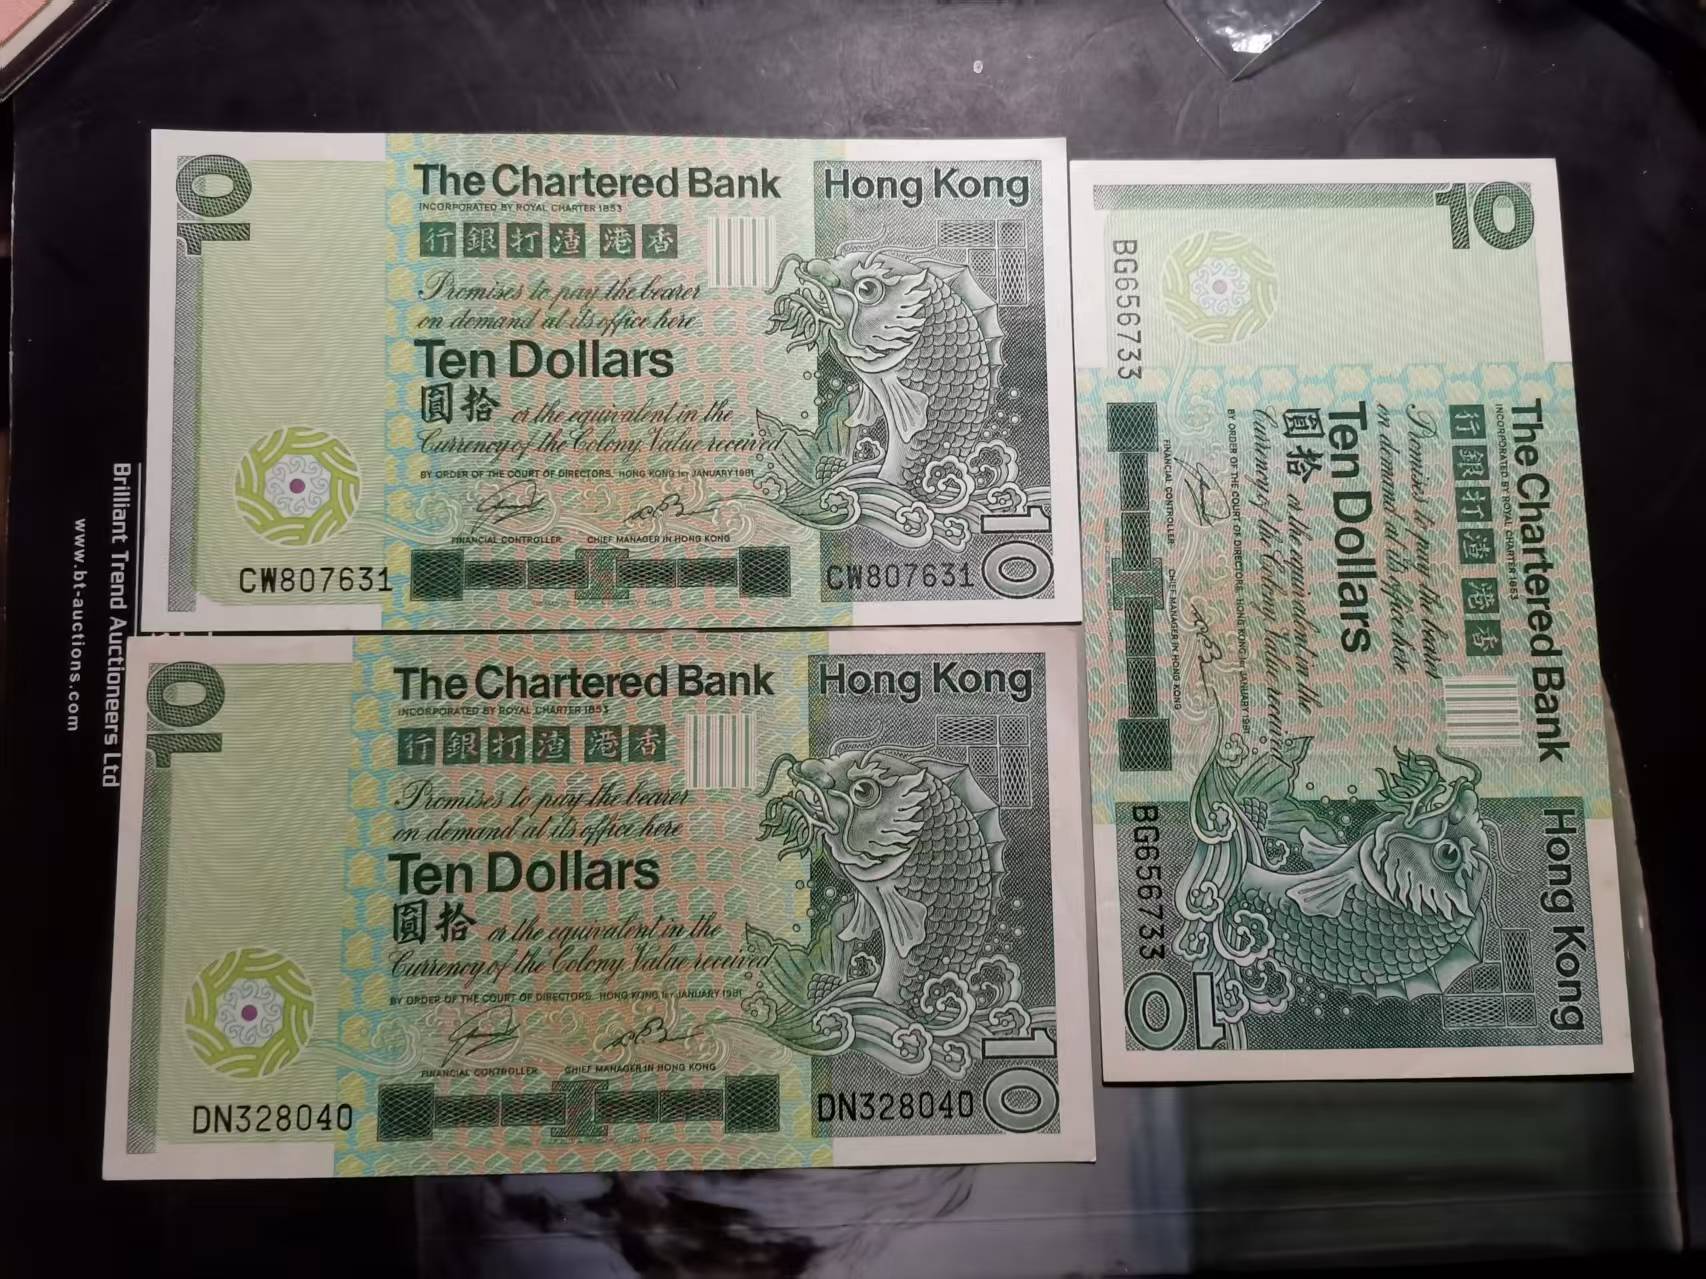 10
The Chartered Bank
INCORPORATED BY ROYAL CHARTER 1853
行銀打渣 港香
Promises to pay the bearer
on demand at its office here
Ten Dollars
圓拾 or the equivalent in the
Currency of the Colony, Value received
BY ORDER OF THE COURT OF DIRECTORS. HONG KONG 1ST JANUARY 1981
FINANCIAL CONTROLLER CHIEF MANAGER IN HONG KONG
CW807631
Hong Kong
CW807631
10
10
The Chartered Bank
INCORPORATED BY ROYAL CHARTER 1853
行銀打渣 港香
Promises to pay the bearer
on demand at its office here
Ten Dollars
圓拾 or the equivalent in the
Currency of the Colony, Value received
BY ORDER OF THE COURT OF DIRECTORS. HONG KONG 1ST JANUARY 1981
FINANCIAL CONTROLLER CHIEF MANAGER IN HONG KONG
DN328040
Hong Kong
DN328040
10
10
The Chartered Bank
INCORPORATED BY ROYAL CHARTER 1853
行銀打渣 港香
Promises to pay the bearer
on demand at its office here
Ten Dollars
圓拾 or the equivalent in the
Currency of the Colony, Value received
BY ORDER OF THE COURT OF DIRECTORS. HONG KONG 1ST JANUARY 1981
FINANCIAL CONTROLLER CHIEF MANAGER IN HONG KONG
BG656733
Hong Kong
BG656733
10
Brilliant Trend Auctioneers Ltd
www.bt-auctions.com